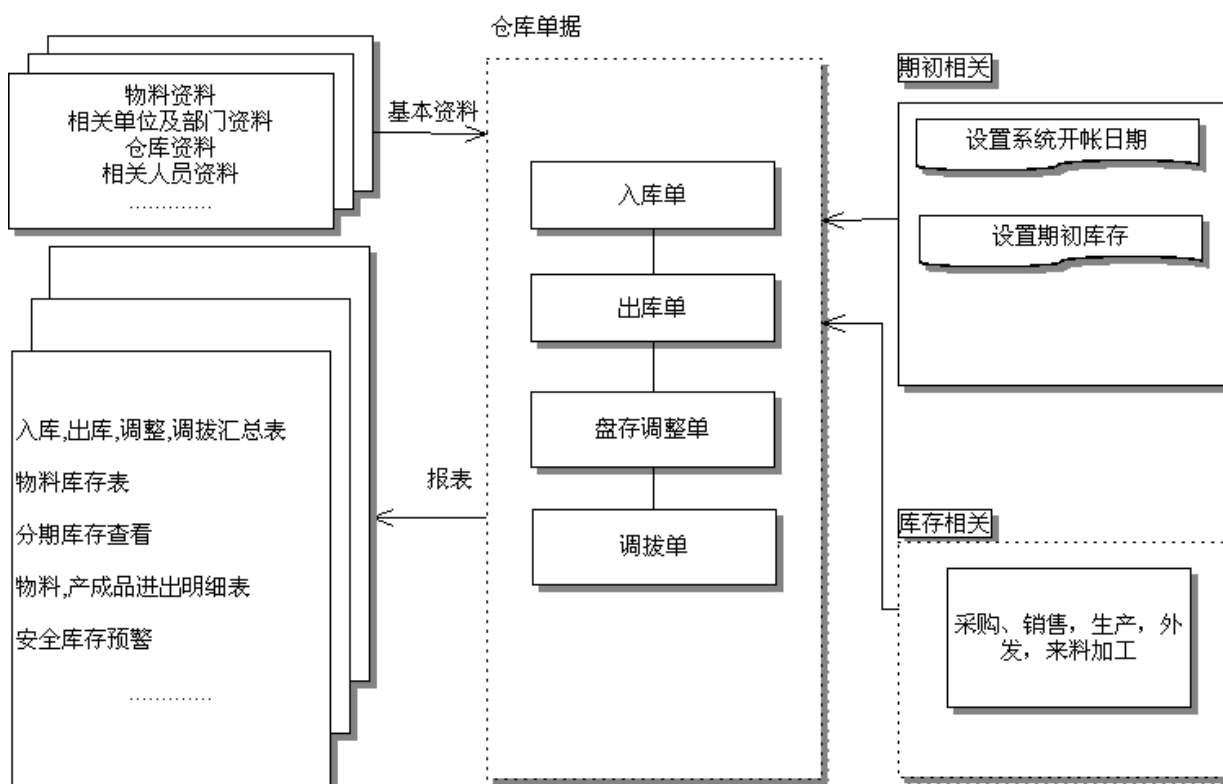 仓库单据
物料资料
相关单位及部门资料
仓库资料
相关人员资料
.............
基本资料
入库单
出库单
盘存调整单
调拔单
期初相关
设置系统开帐日期
设置期初库存
报表
入库,出库,调整,调拔汇总表
物料库存表
分期库存查看
物料,产成品进出明细表
安全库存预警
.............
库存相关
采购、销售，生产，外
发，来料加工